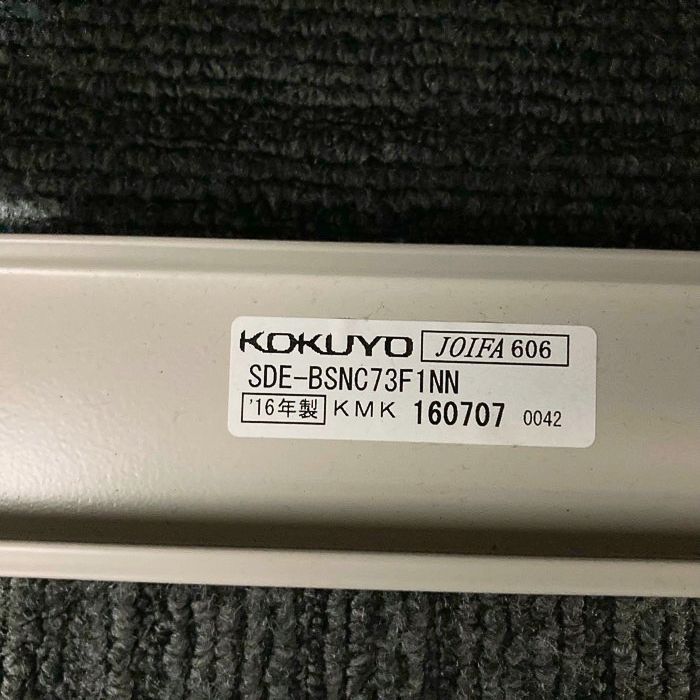 KOKUYO JOIFA 606
SDE-BSNC73F1NN
'16年製 KMK 160707 0042